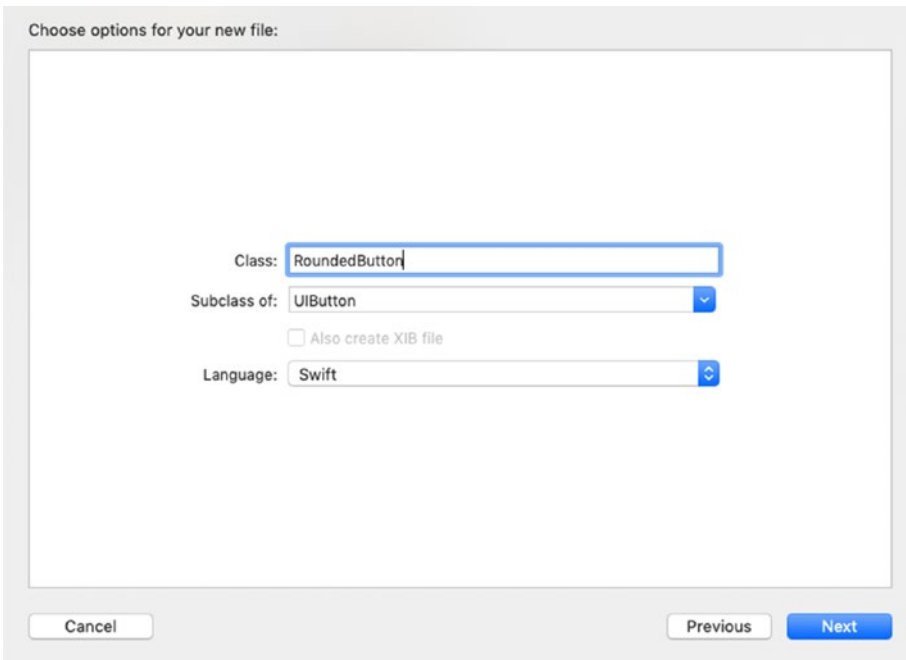 Choose options for your new file:
Class: RoundedButton
Subclass of: UIButton
Also create XIB file
Language: Swift
Cancel Previous Next